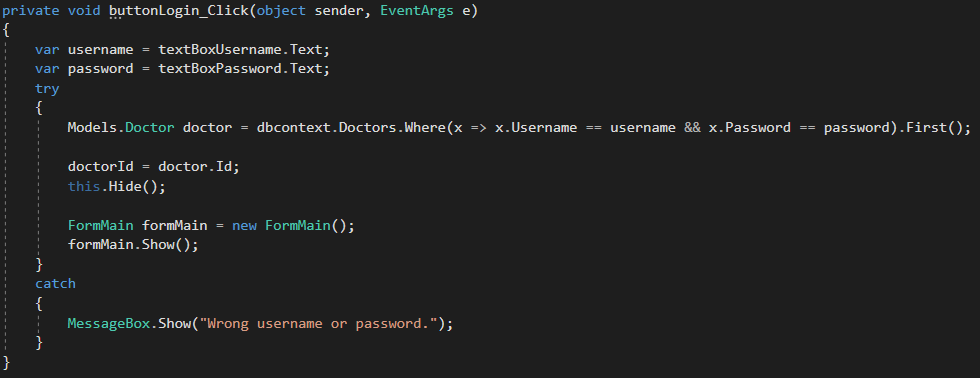 private void buttonLogin_Click(object sender, EventArgs e)
{
    var username = textBoxUsername.Text;
    var password = textBoxPassword.Text;
    try
    {
        Models.Doctor doctor = dbcontext.Doctors.Where(x => x.Username == username && x.Password == password).First();

        doctorId = doctor.Id;
        this.Hide();

        FormMain formMain = new FormMain();
        formMain.Show();
    }
    catch
    {
        MessageBox.Show("Wrong username or password.");
    }
}